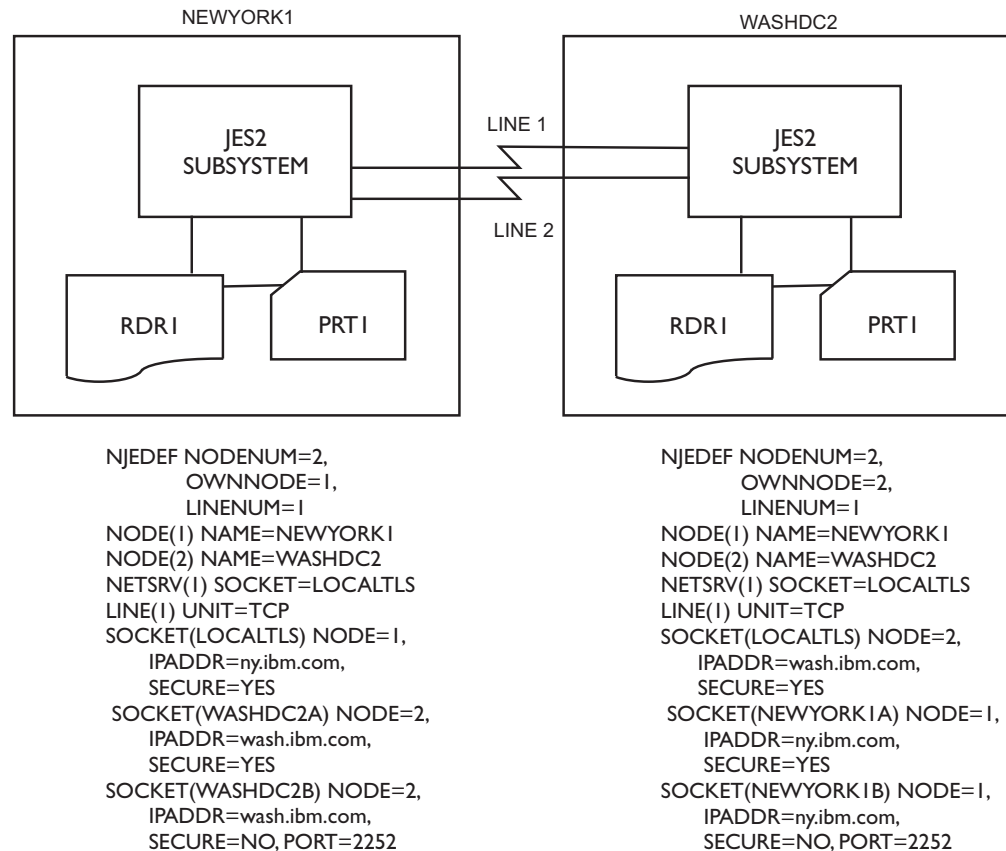 NEWYORK1
WASHDC2
JES2
SUBSYSTEM
LINE 1
LINE 2
JES2
SUBSYSTEM
RDR1
PRT1
RDR1
PRT1
NJEDEF NODENUM=2,
OWNNODE=1,
LINENUM=1
NODE(1) NAME=NEWYORK1
NODE(2) NAME=WASHDC2
NETSRV(1) SOCKET=LOCALTLS
LINE(1) UNIT=TCP
SOCKET(LOCALTLS) NODE=1,
IPADDR=ny.ibm.com,
SECURE=YES
SOCKET(WASHDC2A) NODE=2,
IPADDR=wash.ibm.com,
SECURE=YES
SOCKET(WASHDC2B) NODE=2,
IPADDR=wash.ibm.com,
SECURE=NO, PORT=2252
NJEDEF NODENUM=2,
OWNNODE=2,
LINENUM=1
NODE(1) NAME=NEWYORK1
NODE(2) NAME=WASHDC2
NETSRV(1) SOCKET=LOCALTLS
LINE(1) UNIT=TCP
SOCKET(LOCALTLS) NODE=2,
IPADDR=wash.ibm.com,
SECURE=YES
SOCKET(NEWYORK1A) NODE=1,
IPADDR=ny.ibm.com,
SECURE=YES
SOCKET(NEWYORK1B) NODE=1,
IPADDR=ny.ibm.com,
SECURE=NO, PORT=2252